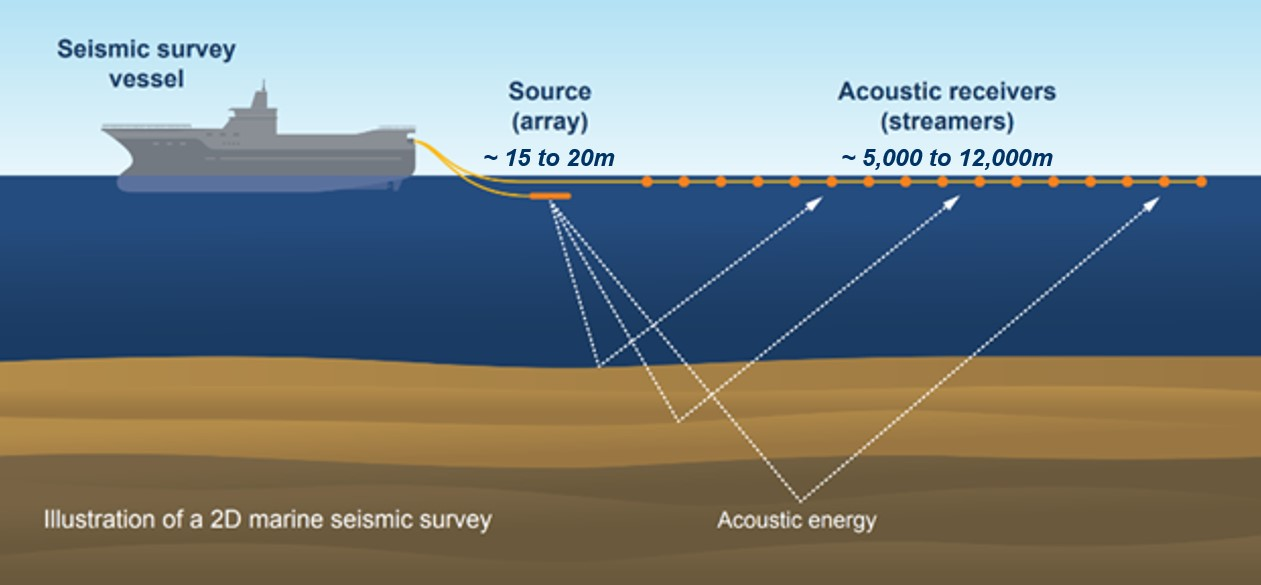 Seismic survey
vessel
Source
(array)
~ 15 to 20m
Acoustic receivers
(streamers)
~ 5,000 to 12,000m
Illustration of a 2D marine seismic survey
Acoustic energy